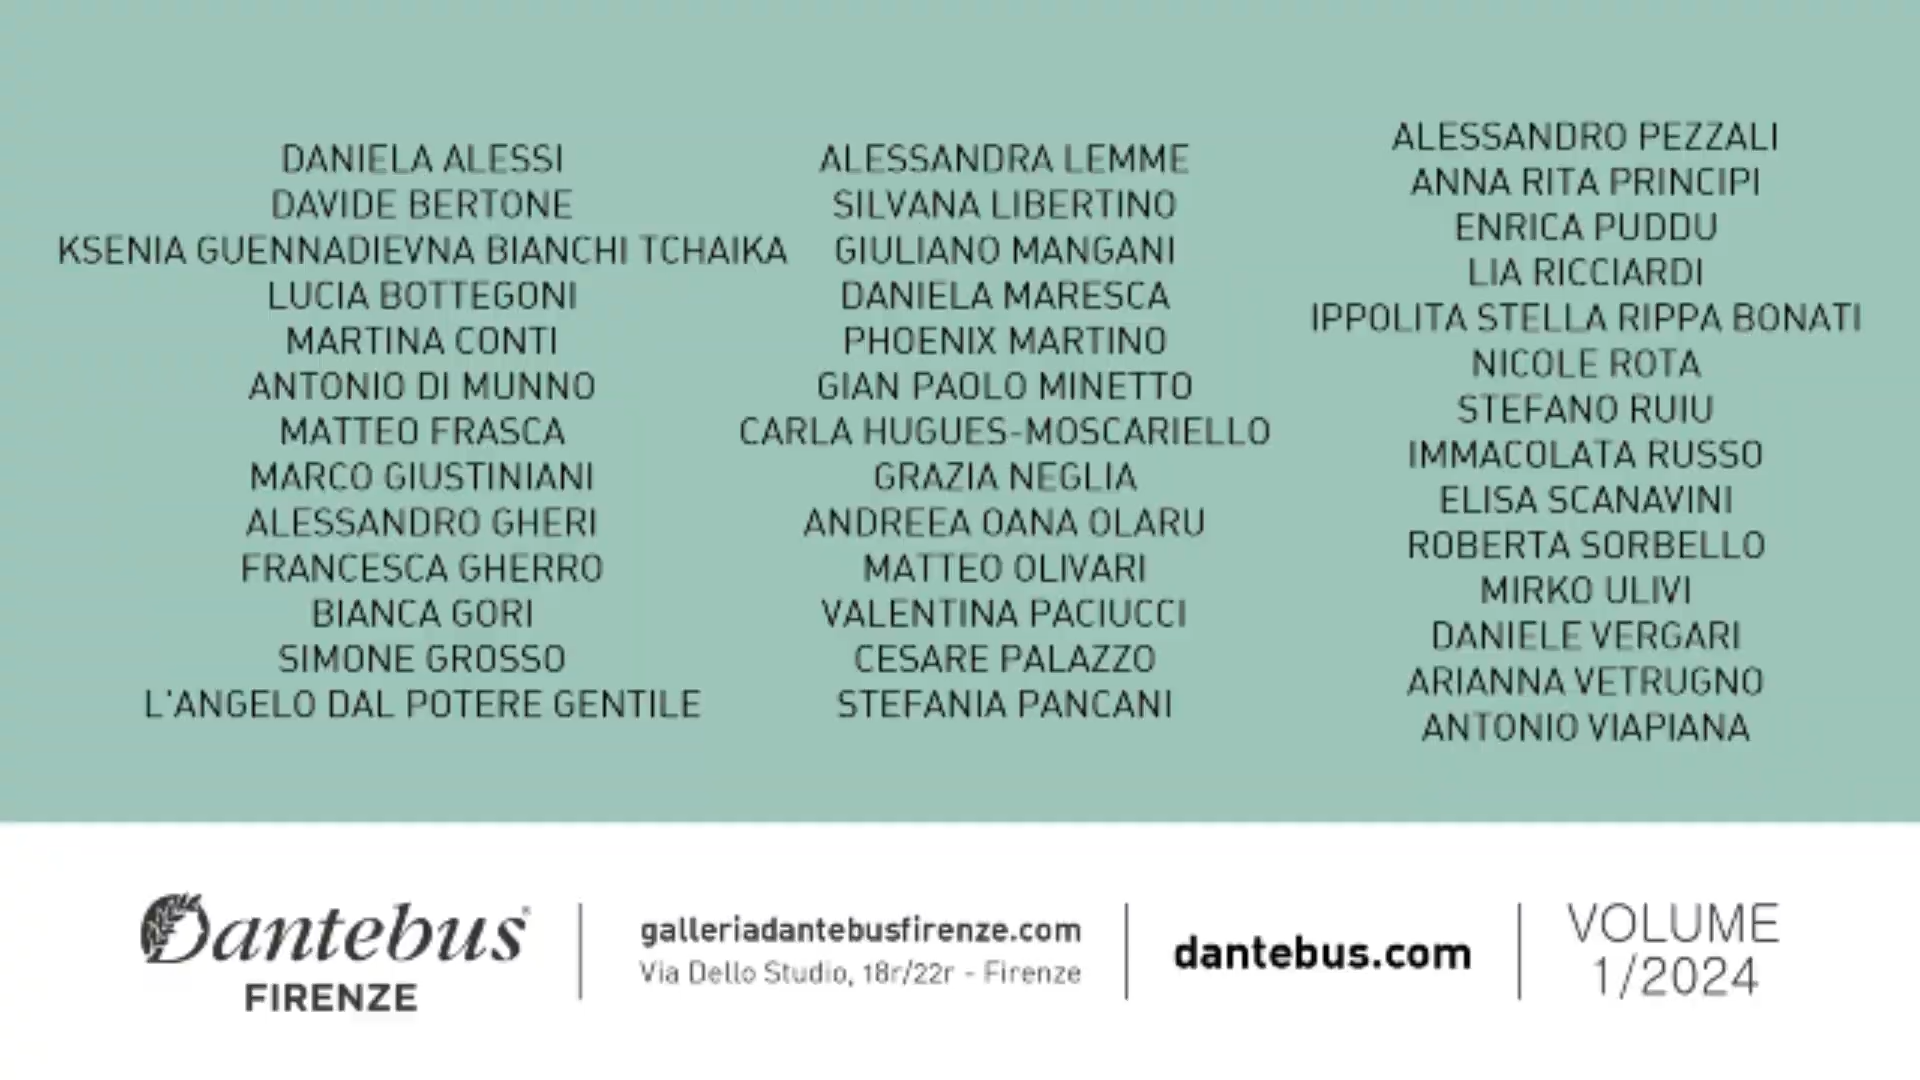 DANIELA ALESSI
DAVIDE BERTONE
KSENIA GUENNADIEVNA BIANCHI TCHAIKA
LUCIA BOTTEGONI
MARTINA CONTI
ANTONIO DI MUNNO
MATTEO FRASCA
MARCO GIUSTINIANI
ALESSANDRO GHERI
FRANCESCA GHERRO
BIANCA GORI
SIMONE GROSSO
L'ANGELO DAL POTERE GENTILE
ALESSANDRA LEMME
SILVANA LIBERTINO
GIULIANO MANGANI
DANIELA MARESCA
PHOENIX MARTINO
GIAN PAOLO MINETTO
CARLA HUGUES-MOSCARIELLO
GRAZIA NEGLIA
ANDREEA OANA OLARU
MATTEO OLIVARI
VALENTINA PACIUCCI
CESARE PALAZZO
STEFANIA PANCANI
ALESSANDRO PEZZALI
ANNA RITA PRINCIPI
ENRICA PUDDU
LIA RICCIARDI
IPPOLITA STELLA RIPPA BONATI
NICOLE ROTA
STEFANO RUIU
IMMACOLATA RUSSO
ELISA SCANAVINI
ROBERTA SORBELLO
MIRKO ULIVI
DANIELE VERGARI
ARIANNA VETRUGNO
ANTONIO VIAPIANA
Dantebus
FIRENZE
galleriadantebusfirenze.com
Via Dello Studio, 18r/22r - Firenze
dantebus.com
VOLUME
1/2024